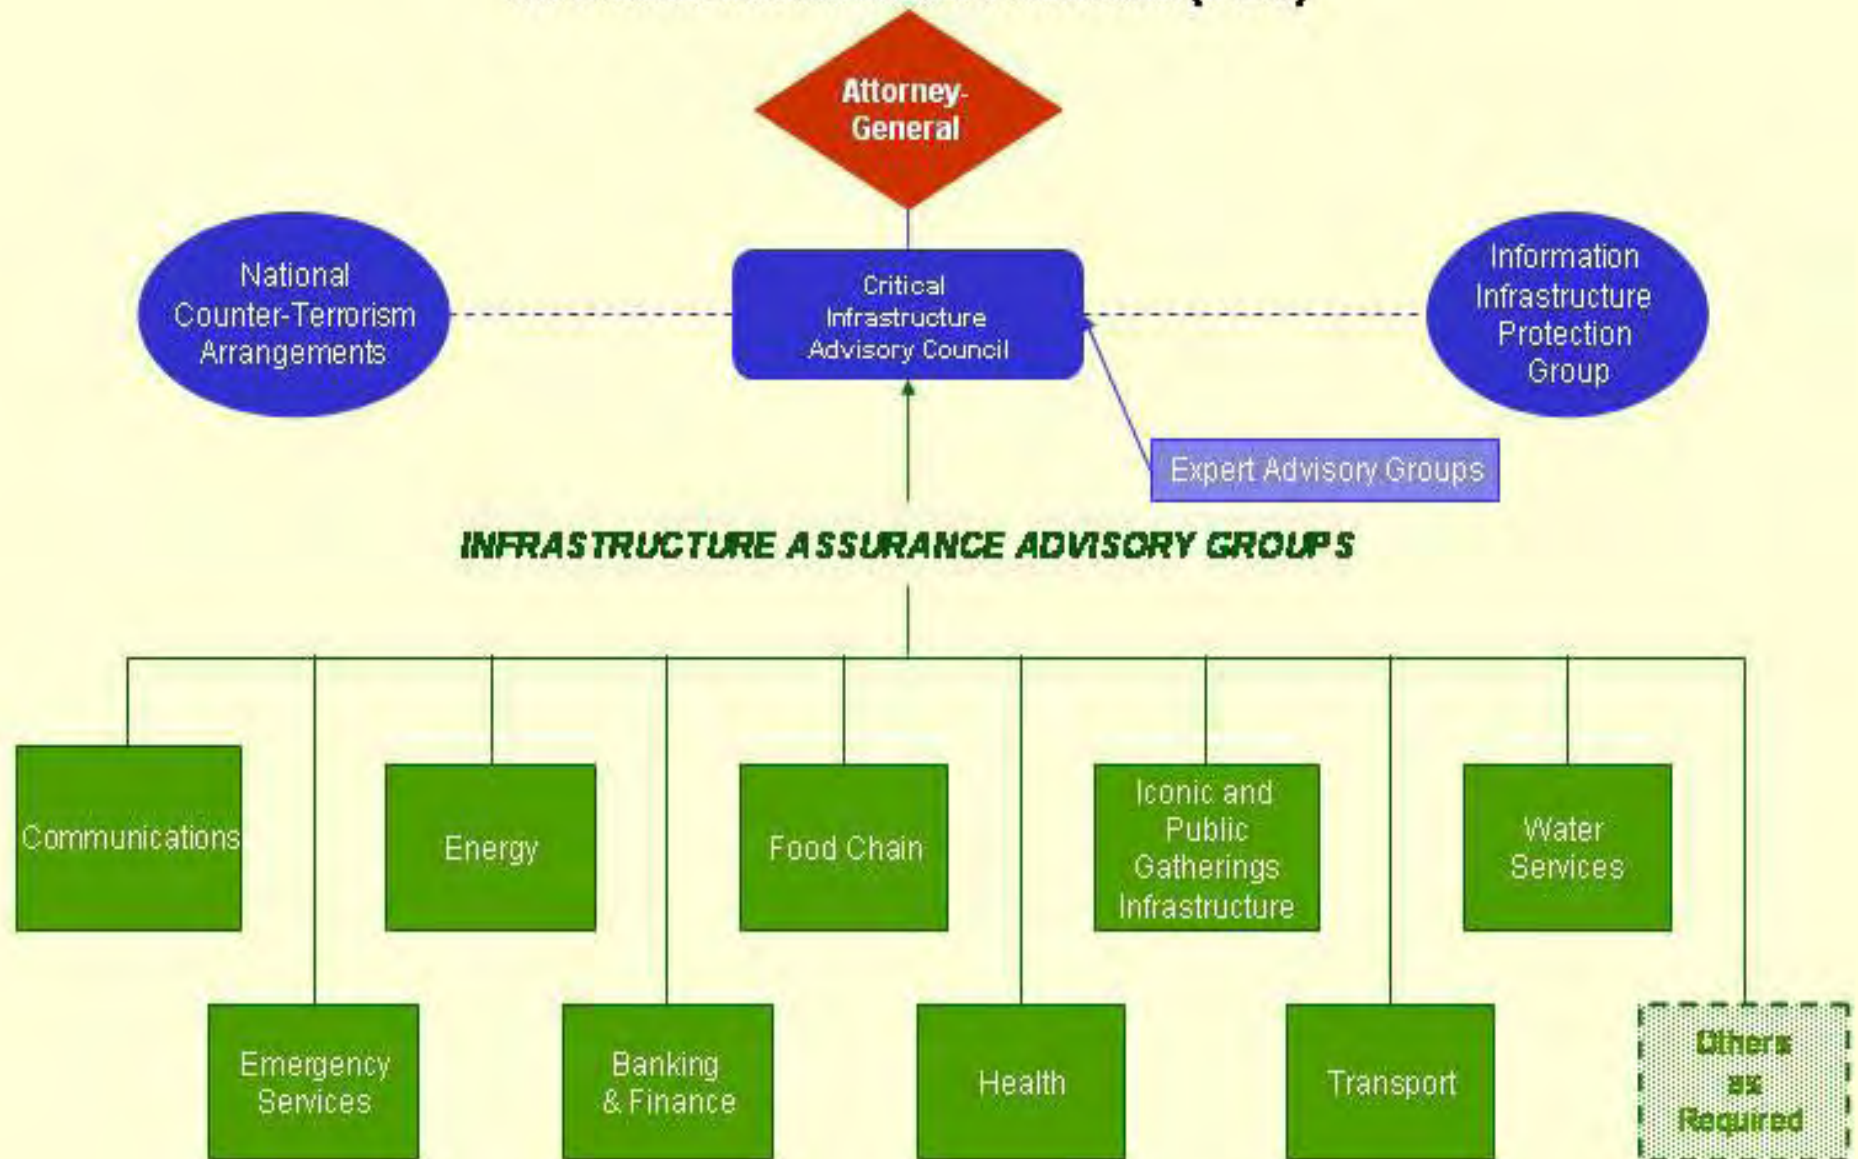 Attorney-
General
National
Counter-Terrorism
Arrangements
Critical
Infrastructure
Advisory Council
Information
Infrastructure
Protection
Group
Expert Advisory Groups
INFRASTRUCTURE ASSURANCE ADVISORY GROUPS
Communications
Energy
Food Chain
Iconic and
Public
Gatherings
Infrastructure
Water
Services
Emergency
Services
Banking
& Finance
Health
Transport
Others
as
Required